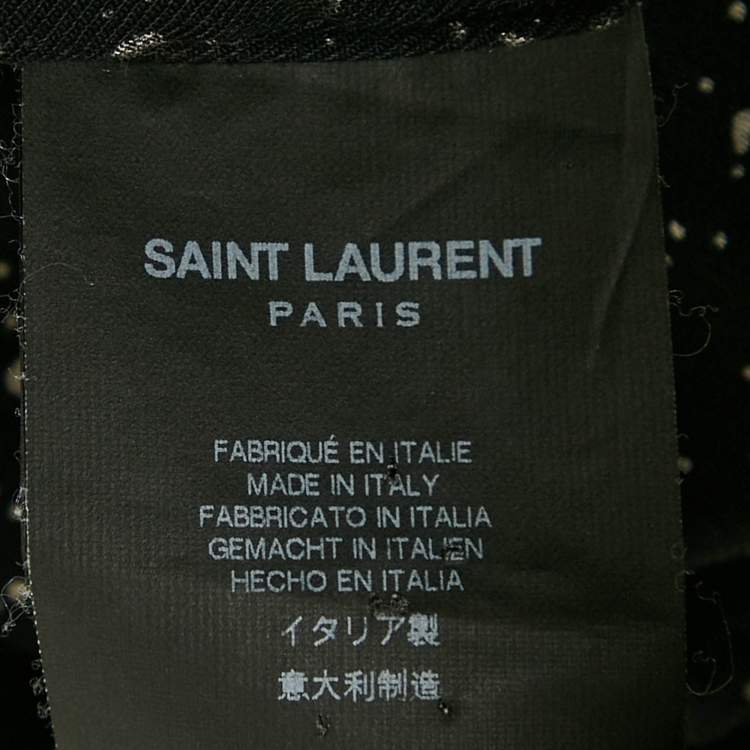 SAINT LAURENT
PARIS
FABRIQUÉ EN ITALIE
MADE IN ITALY
FABBRICATO IN ITALIA
GEMACHT IN ITALIEN
HECHO EN ITALIA
イタリア製
意大利制造